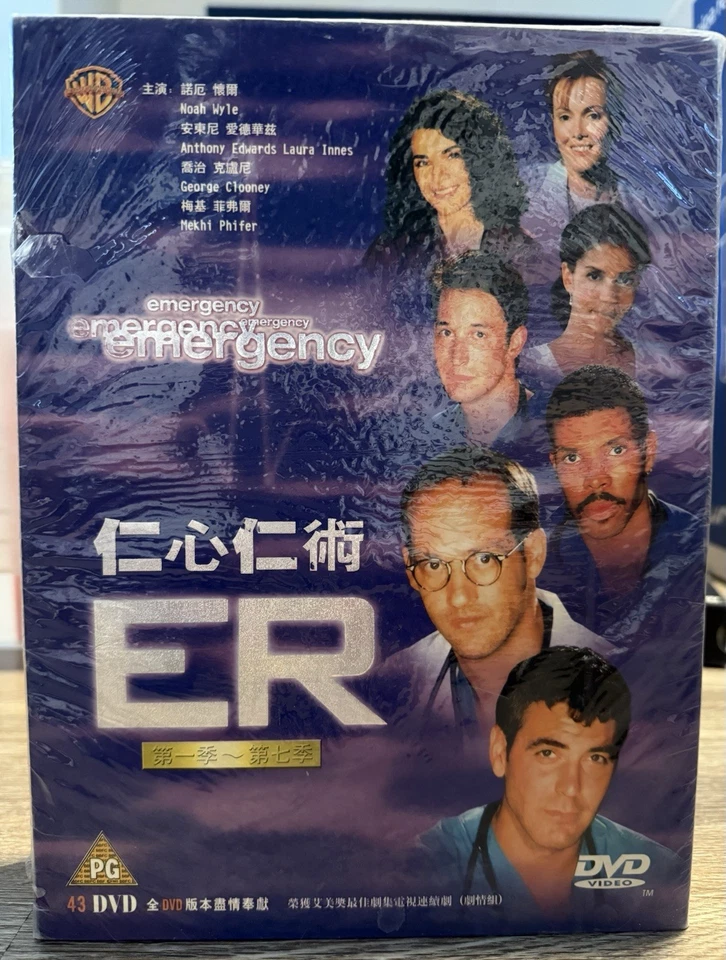 WB
主演: 諾厄 懷爾
Noah Wyle
安東尼 愛德華茲
Anthony Edwards Laura Innes
喬治 克盧尼
George Clooney
梅基 菲弗爾
Mekhi Phifer
emergency
emergency emergency
emergency
仁心仁術
ER
第一季～第七季
PG
DVD
VIDEO
TM
43 DVD 全DVD版本盡情奉獻 榮獲艾美獎最佳劇集電視連續劇 (劇情組)